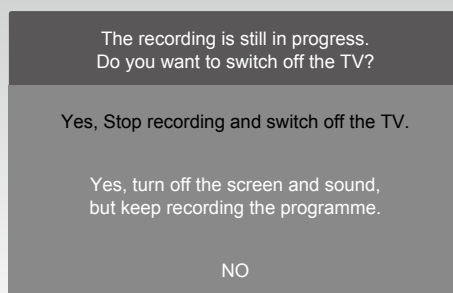 The recording is still in progress.
Do you want to switch off the TV?
Yes, Stop recording and switch off the TV.
Yes, turn off the screen and sound,
but keep recording the programme.
NO